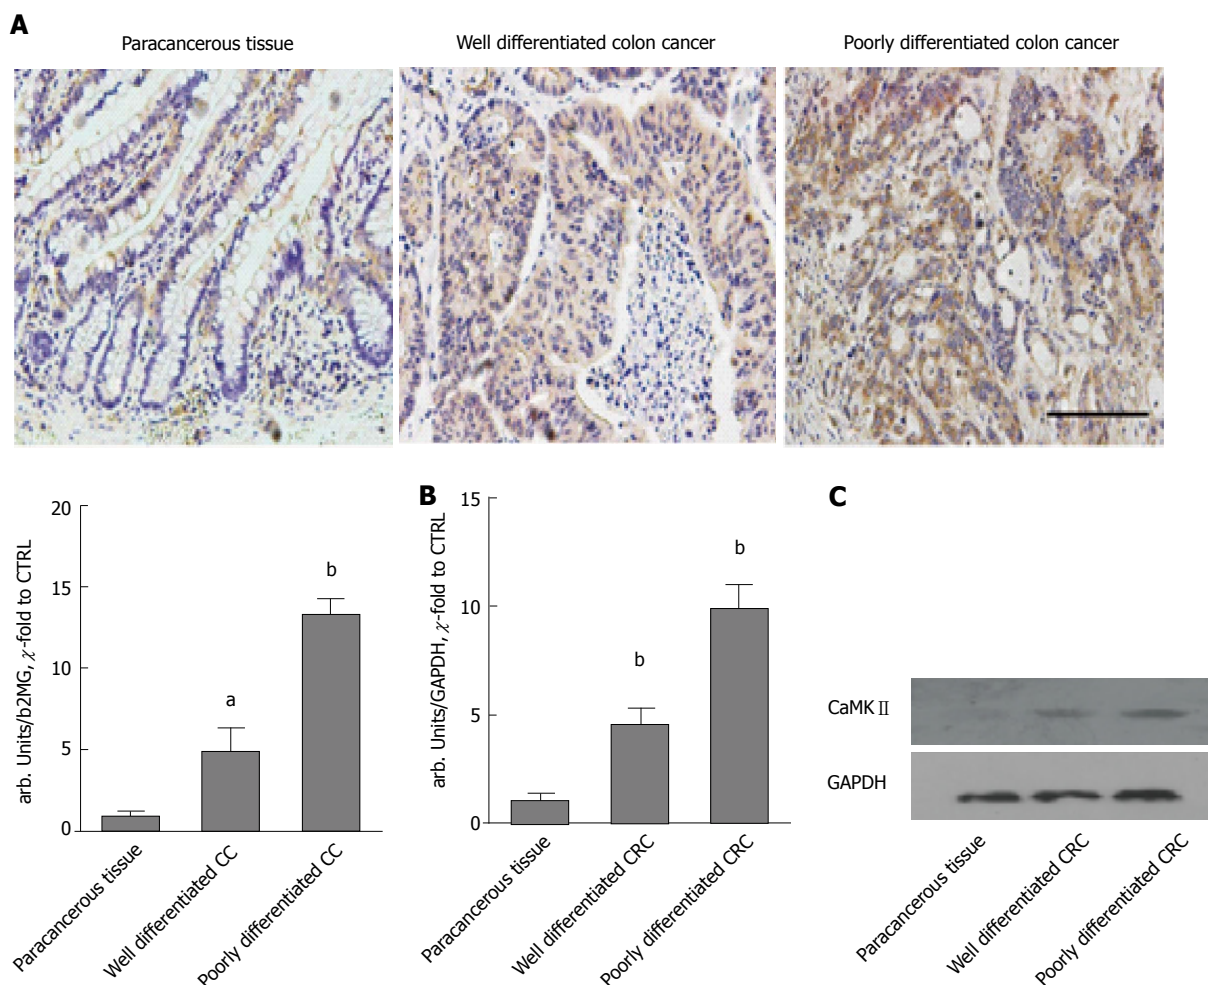 A
Paracancerous tissue
Well differentiated colon cancer
Poorly differentiated colon cancer
arb. Units/b2MG, χ-fold to CTRL
20
15
10
5
0
a
b
Paracancerous tissue
Well differentiated CC
Poorly differentiated CC
B
arb. Units/GAPDH, χ-fold to CTRL
15
10
5
0
b
b
Paracancerous tissue
Well differentiated CRC
Poorly differentiated CRC
C
CaMK Ⅱ
GAPDH
Paracancerous tissue
Well differentiated CRC
Poorly differentiated CRC